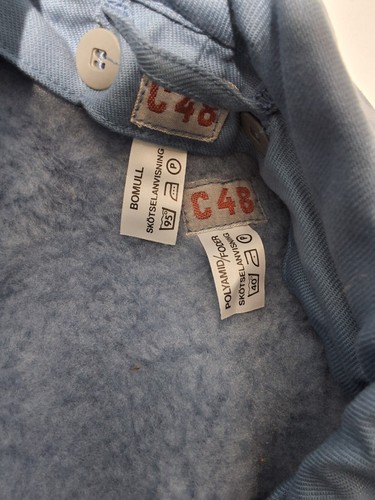 C 48
BOMULL
SKÖTSELANVISNING
95°
P
C 48
POLYAMID/FODER
SKÖTSELANVISNING
40°
P